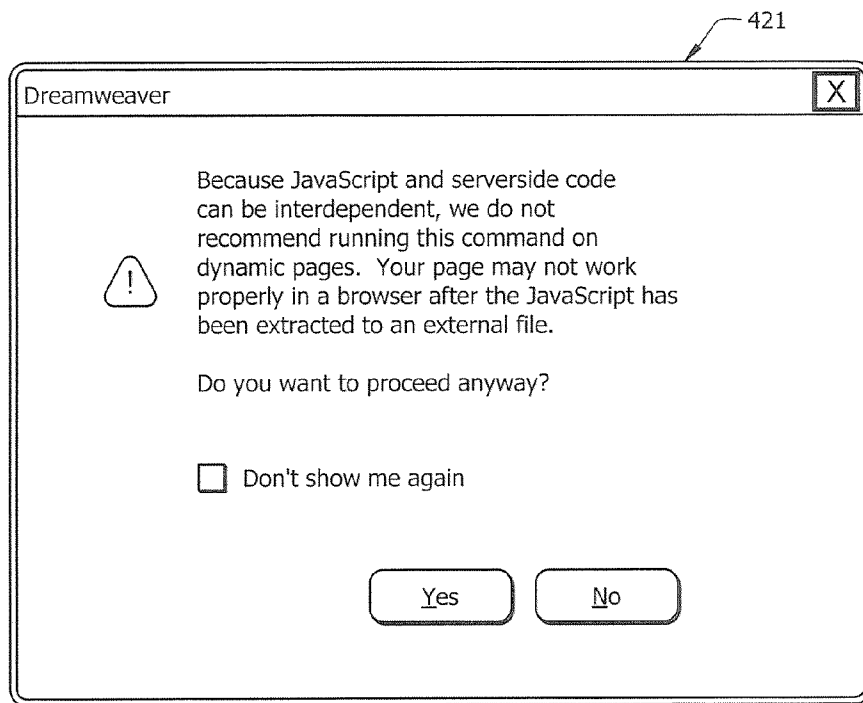 421
Dreamweaver X
Because JavaScript and serverside code
can be interdependent, we do not
recommend running this command on
dynamic pages. Your page may not work
properly in a browser after the JavaScript has
been extracted to an external file.
!
Do you want to proceed anyway?
Don't show me again
Yes No